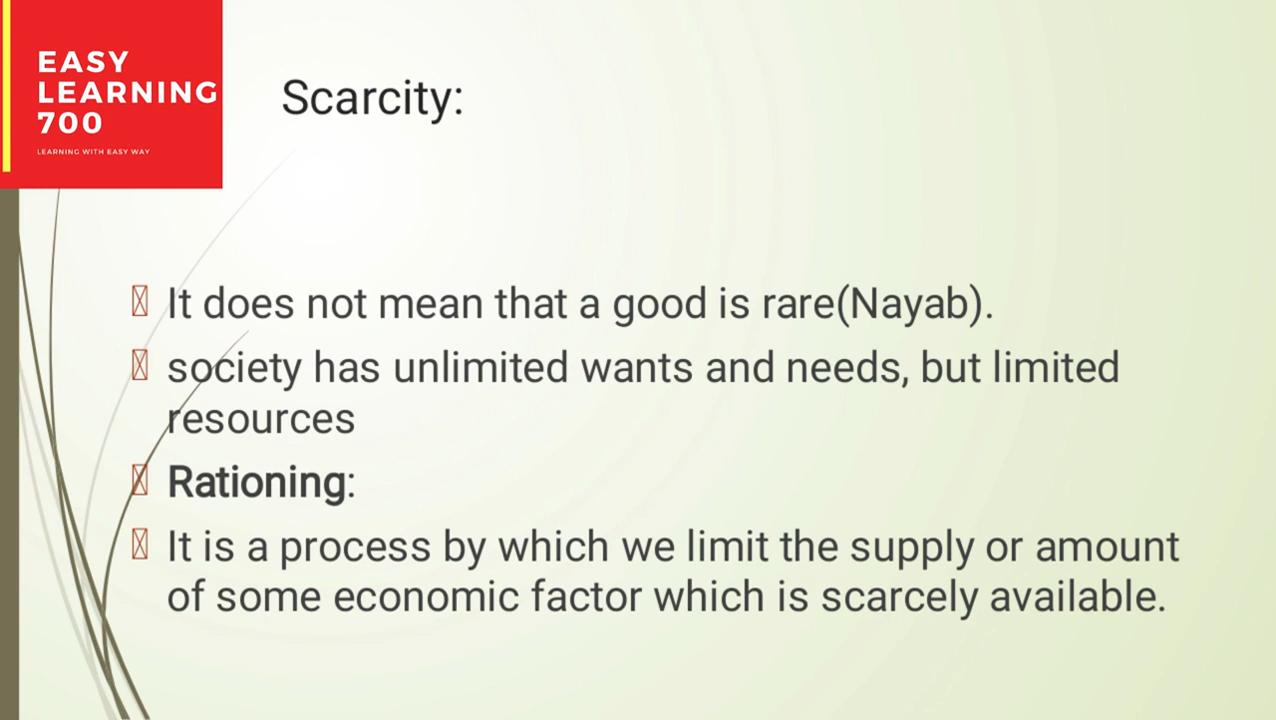 EASY
LEARNING
700
LEARNING WITH EASY WAY
Scarcity:
It does not mean that a good is rare(Nayab).
society has unlimited wants and needs, but limited
resources
Rationing:
It is a process by which we limit the supply or amount
of some economic factor which is scarcely available.